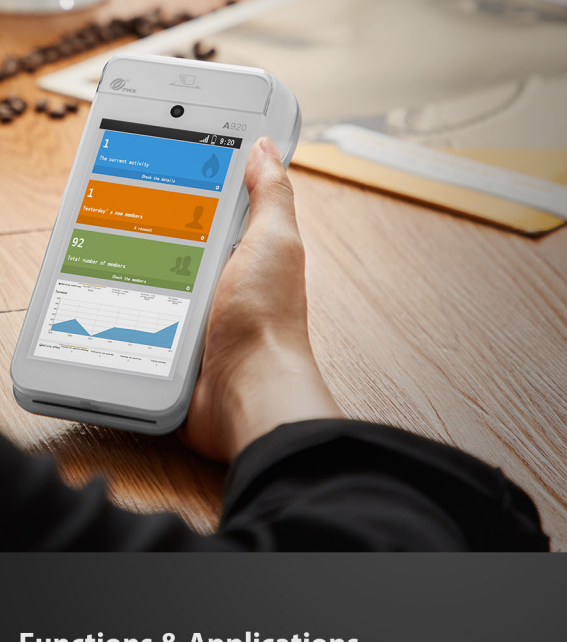 A920
9:20
1
The current activity
Check the details
1
Yesterday's new members
A recount
92
Total number of members
Check the members
Functions & Applications